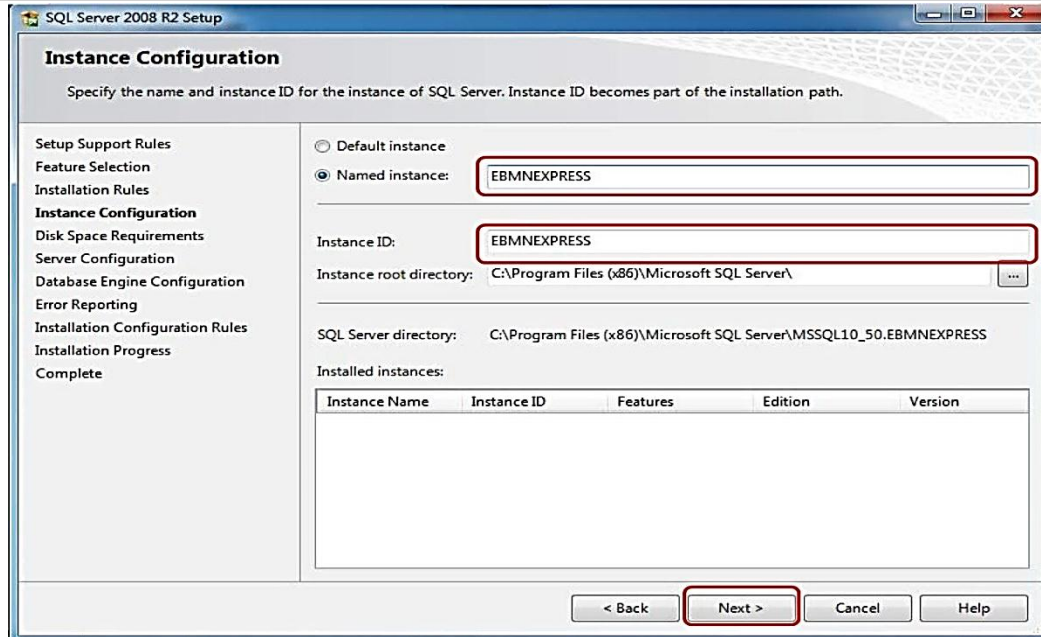 SQL Server 2008 R2 Setup
Instance Configuration
Specify the name and instance ID for the instance of SQL Server. Instance ID becomes part of the installation path.
Setup Support Rules
Feature Selection
Installation Rules
Instance Configuration
Disk Space Requirements
Server Configuration
Database Engine Configuration
Error Reporting
Installation Configuration Rules
Installation Progress
Complete
Default instance
Named instance: EBMNEXPRESS
Instance ID: EBMNEXPRESS
Instance root directory: C:\Program Files (x86)\Microsoft SQL Server\ ...
SQL Server directory: C:\Program Files (x86)\Microsoft SQL Server\MSSQL10_50.EBMNEXPRESS
Installed instances:
Instance Name Instance ID Features Edition Version
< Back Next > Cancel Help